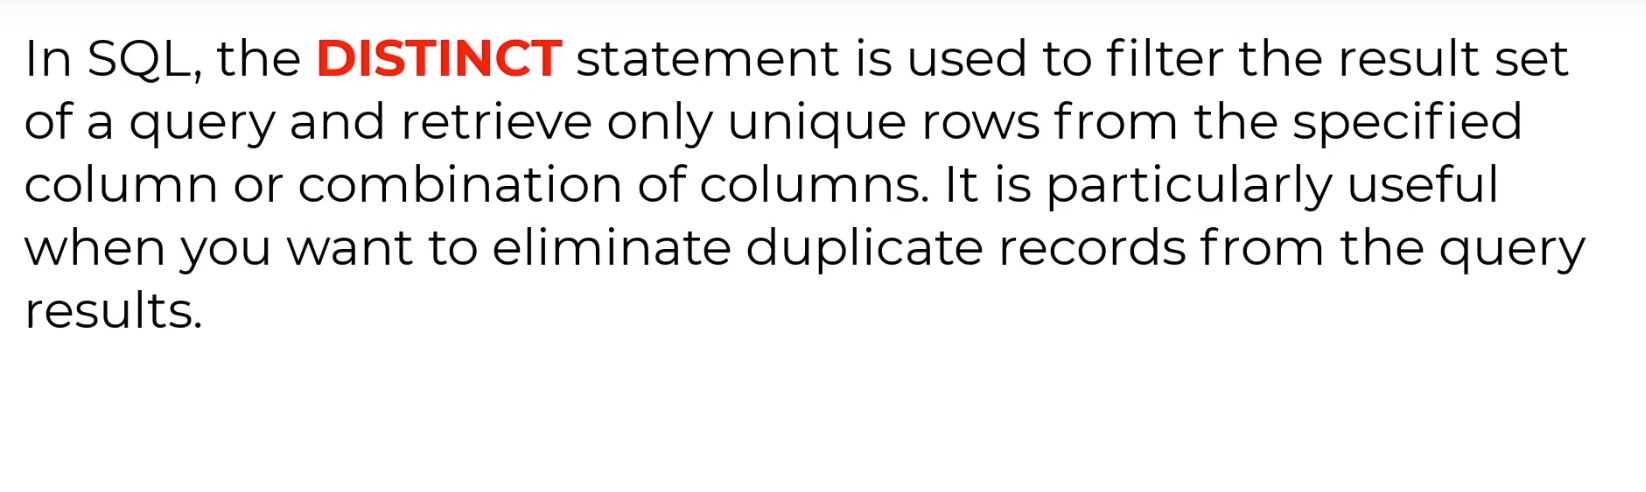 In SQL, the DISTINCT statement is used to filter the result set
of a query and retrieve only unique rows from the specified
column or combination of columns. It is particularly useful
when you want to eliminate duplicate records from the query
results.